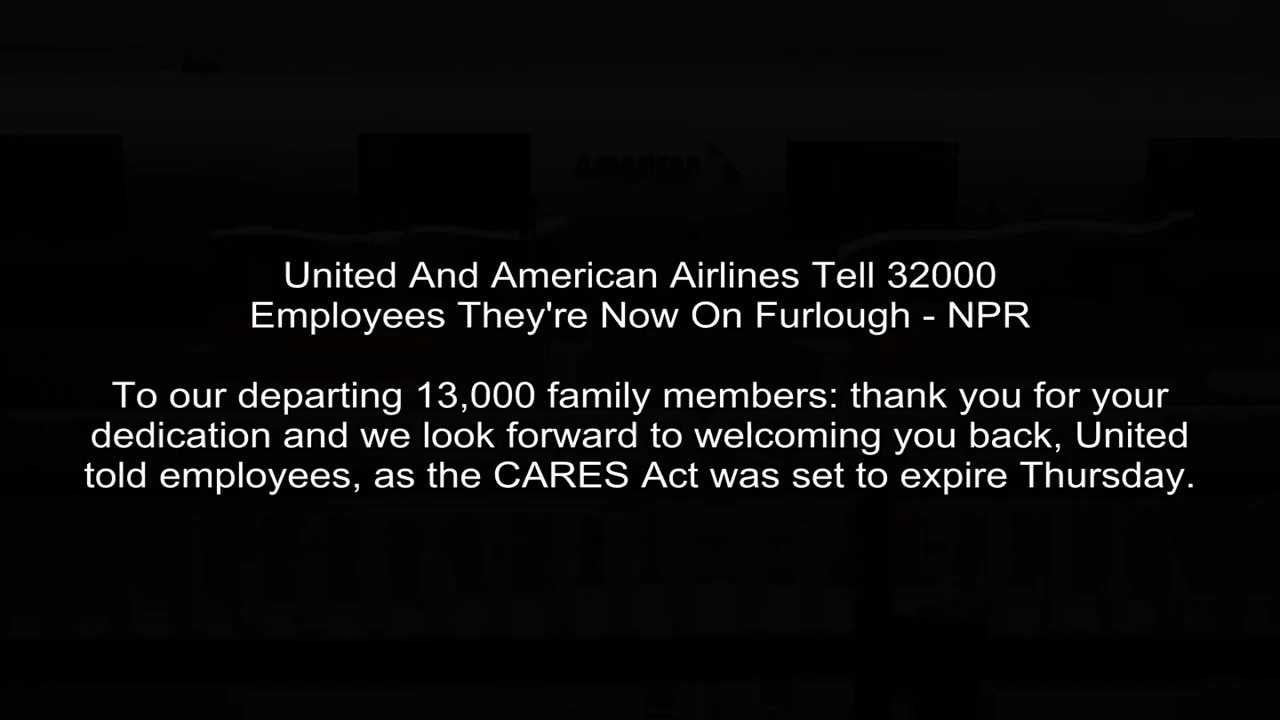 American
United And American Airlines Tell 32000
Employees They're Now On Furlough - NPR
To our departing 13,000 family members: thank you for your
dedication and we look forward to welcoming you back, United
told employees, as the CARES Act was set to expire Thursday.